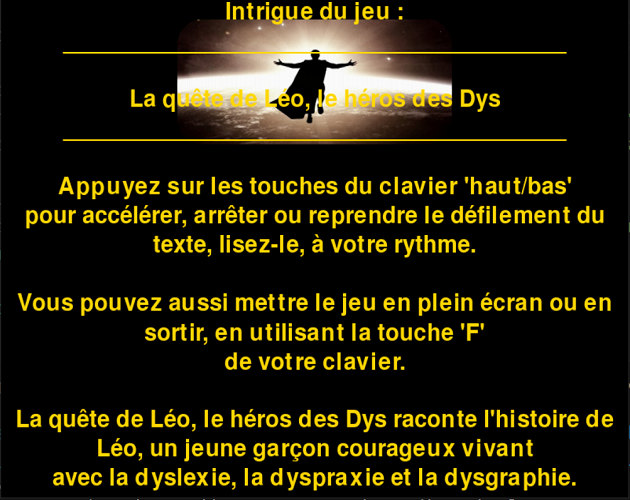 Intrigue du jeu :
La quête de Léo, le héros des Dys
Appuyez sur les touches du clavier 'haut/bas'
pour accélérer, arrêter ou reprendre le défilement du
texte, lisez-le, à votre rythme.
Vous pouvez aussi mettre le jeu en plein écran ou en
sortir, en utilisant la touche 'F'
de votre clavier.
La quête de Léo, le héros des Dys raconte l'histoire de
Léo, un jeune garçon courageux vivant
avec la dyslexie, la dyspraxie et la dysgraphie.